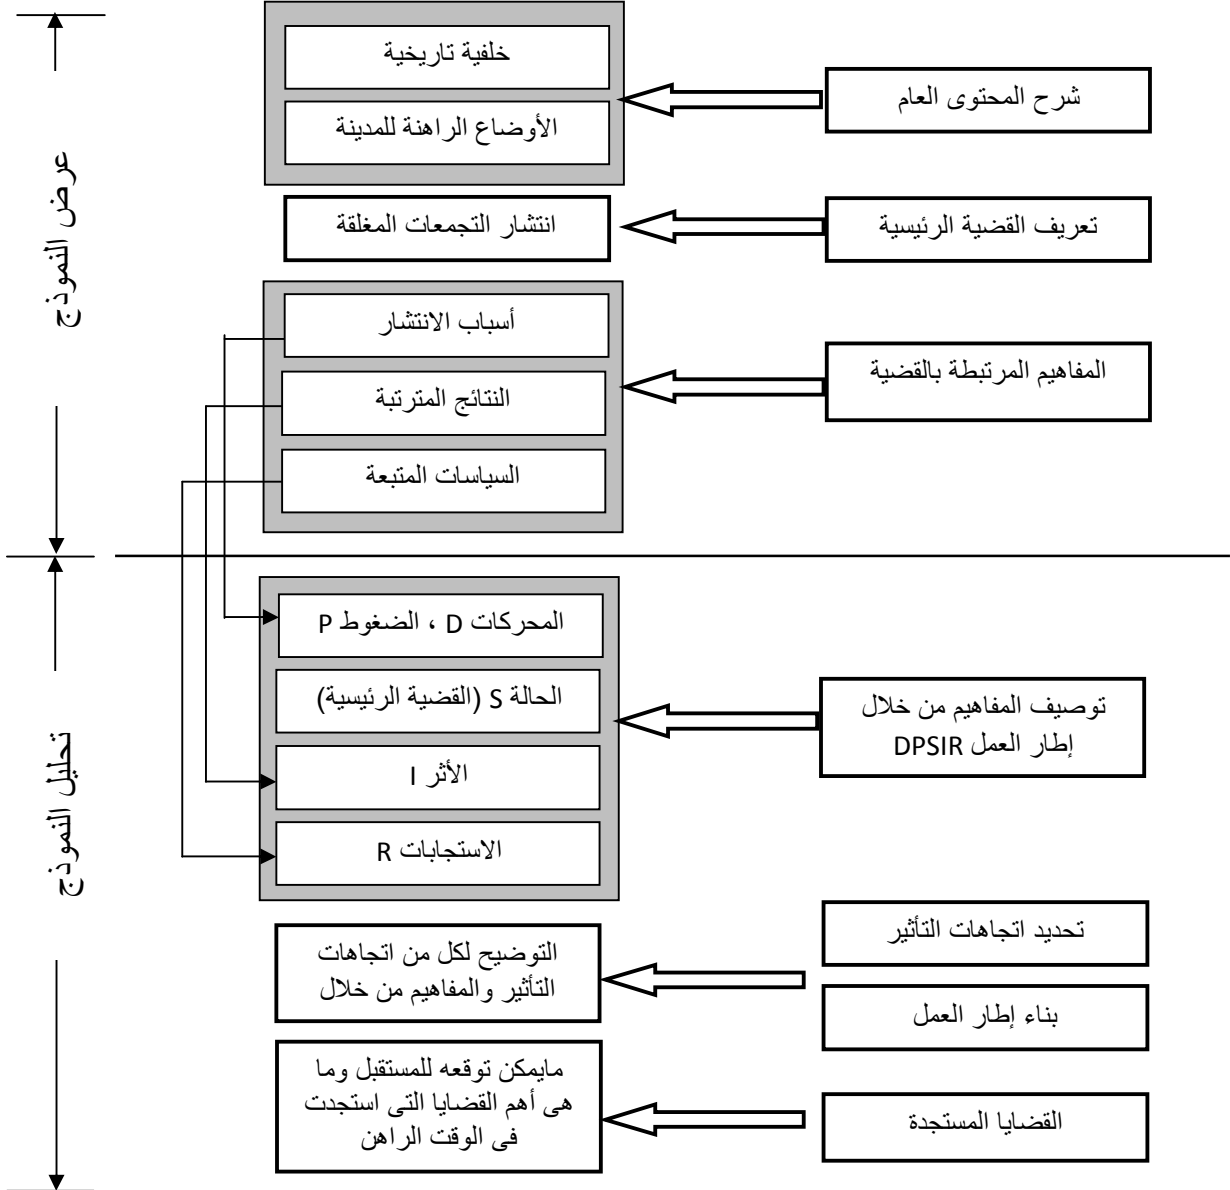 خلفية تاريخية
شرح المحتوى العام
الأوضاع الراهنة للمدينة
عرض النموذج
تعريف القضية الرئيسية
انتشار التجمعات المغلقة
أسباب الانتشار
المفاهيم المرتبطة بالقضية
النتائج المترتبة
السياسات المتبعة
تحليل النموذج
المحركات D ، الضغوط P
الحالة S (القضية الرئيسية)
توصيف المفاهيم من خلال
إطار العمل DPSIR
الأثر I
الاستجابات R
تحديد اتجاهات التأثير
بناء إطار العمل
التوضيح لكل من اتجاهات
التأثير والمفاهيم من خلال
القضايا المستجدة
مايمكن توقعه للمستقبل وما
هى أهم القضايا التى استجدت
فى الوقت الراهن